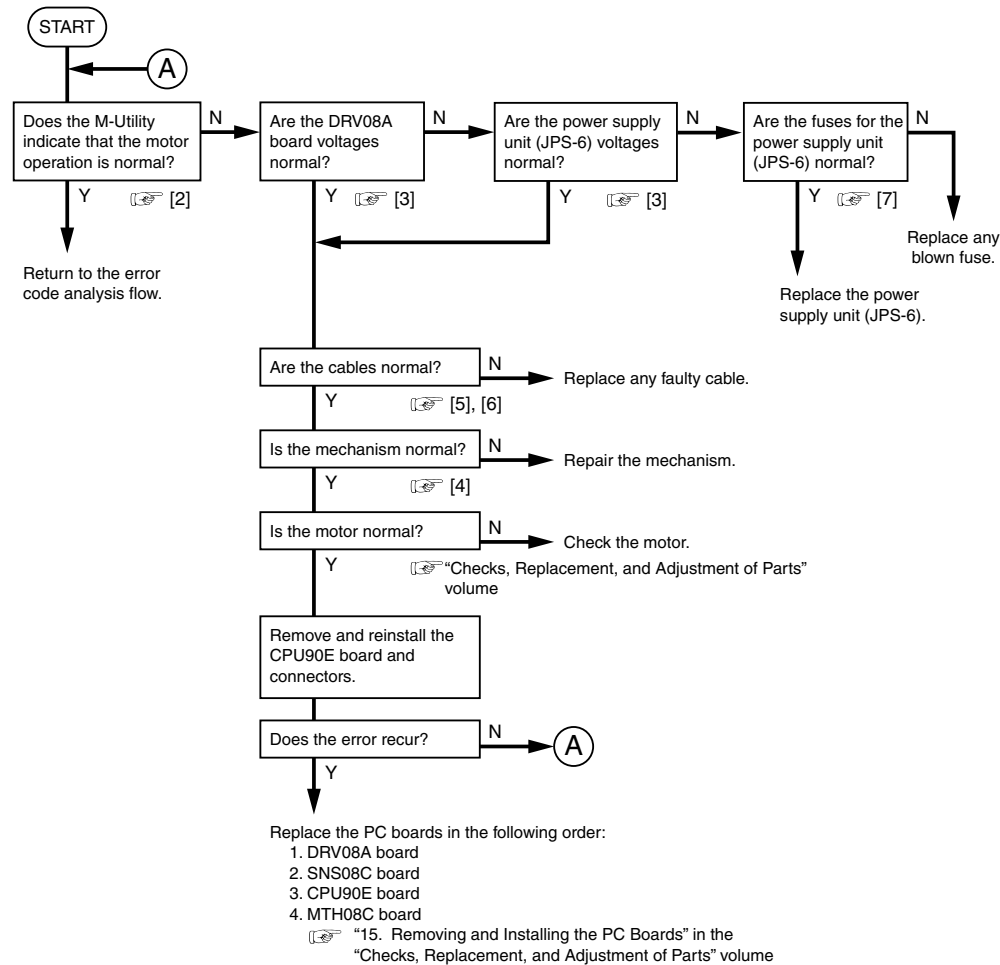 START
A
Does the M-Utility
indicate that the motor
operation is normal?
N
Y
[2]
Return to the error
code analysis flow.
Are the DRV08A
board voltages
normal?
N
Y
[3]
Are the power supply
unit (JPS-6) voltages
normal?
N
Y
[3]
Are the fuses for the
power supply unit
(JPS-6) normal?
N
Y
[7]
Replace any
blown fuse.
Replace the power
supply unit (JPS-6).
Are the cables normal?
N
Replace any faulty cable.
Y
[5], [6]
Is the mechanism normal?
N
Repair the mechanism.
Y
[4]
Is the motor normal?
N
Check the motor.
Y
“Checks, Replacement, and Adjustment of Parts”
volume
Remove and reinstall the
CPU90E board and
connectors.
Does the error recur?
N
A
Y
Replace the PC boards in the following order:
1. DRV08A board
2. SNS08C board
3. CPU90E board
4. MTH08C board
“15. Removing and Installing the PC Boards” in the
“Checks, Replacement, and Adjustment of Parts” volume